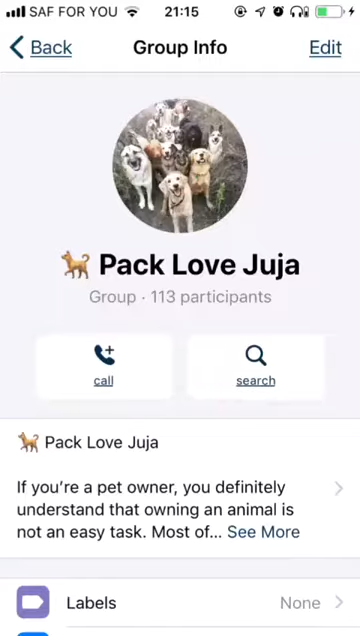 SAF FOR YOU 21:15
Back Group Info Edit
🐕 Pack Love Juja
Group · 113 participants
call search
🐕 Pack Love Juja
If you’re a pet owner, you definitely
understand that owning an animal is
not an easy task. Most of... See More
Labels None